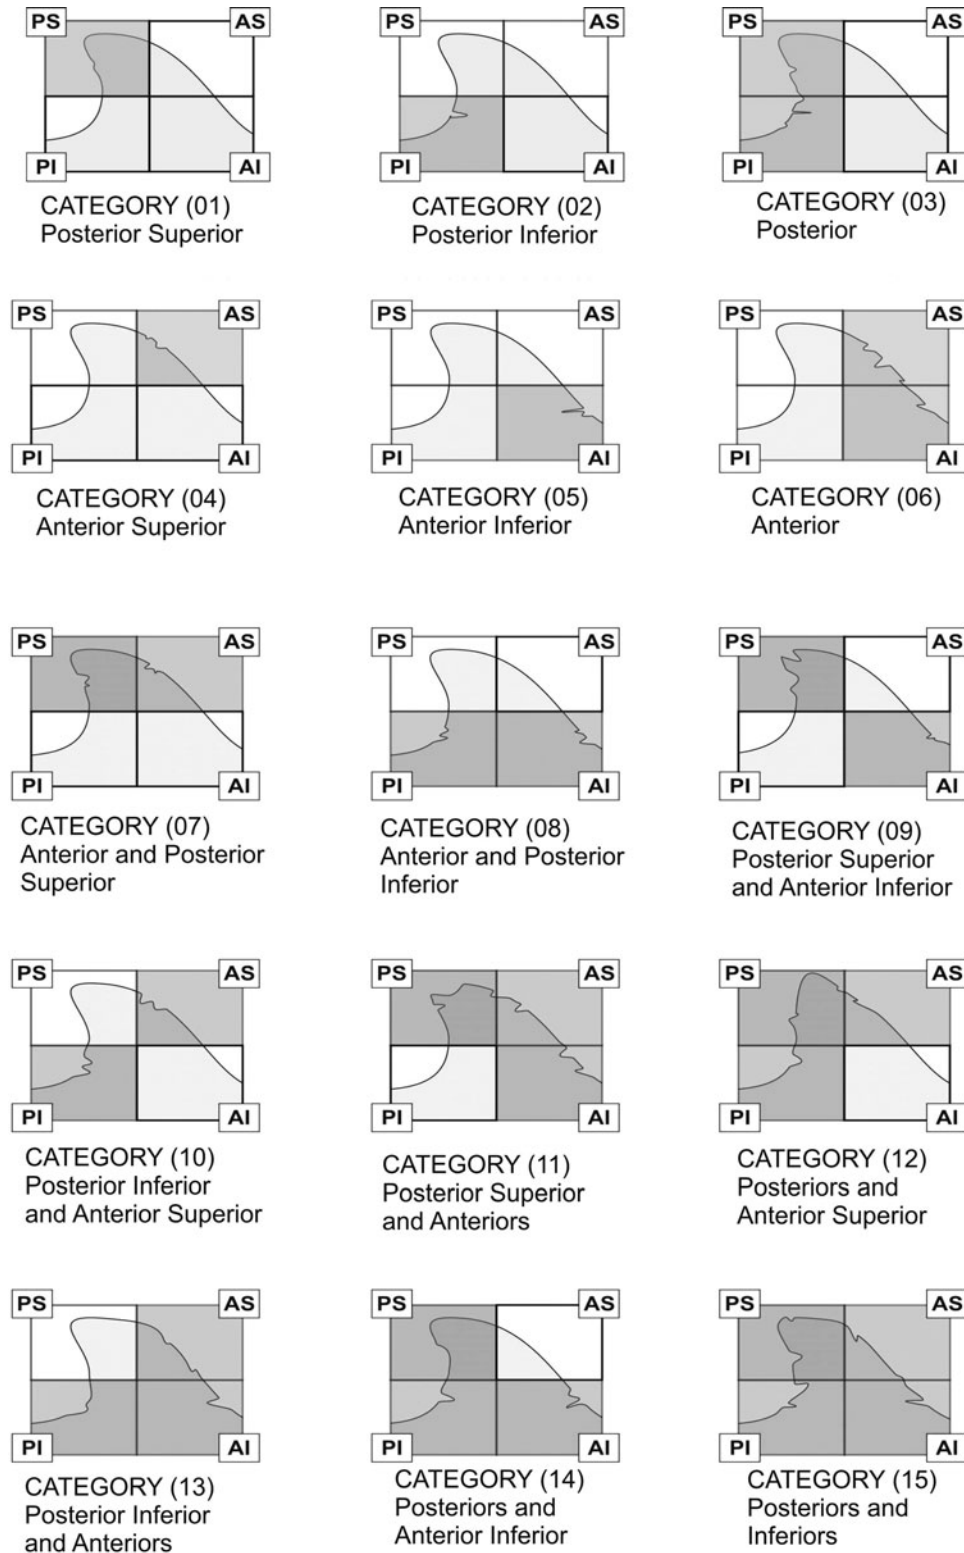 PS AS PS AS PS AS
PI AI PI AI PI AI
CATEGORY (01)
Posterior Superior
CATEGORY (02)
Posterior Inferior
CATEGORY (03)
Posterior
PS AS PS AS PS AS
PI AI PI AI PI AI
CATEGORY (04)
Anterior Superior
CATEGORY (05)
Anterior Inferior
CATEGORY (06)
Anterior
PS AS PS AS PS AS
PI AI PI AI PI AI
CATEGORY (07)
Anterior and Posterior
Superior
CATEGORY (08)
Anterior and Posterior
Inferior
CATEGORY (09)
Posterior Superior
and Anterior Inferior
PS AS PS AS PS AS
PI AI PI AI PI AI
CATEGORY (10)
Posterior Inferior
and Anterior Superior
CATEGORY (11)
Posterior Superior
and Anteriors
CATEGORY (12)
Posteriors and
Anterior Superior
PS AS PS AS PS AS
PI AI PI AI PI AI
CATEGORY (13)
Posterior Inferior
and Anteriors
CATEGORY (14)
Posteriors and
Anterior Inferior
CATEGORY (15)
Posteriors and
Inferiors